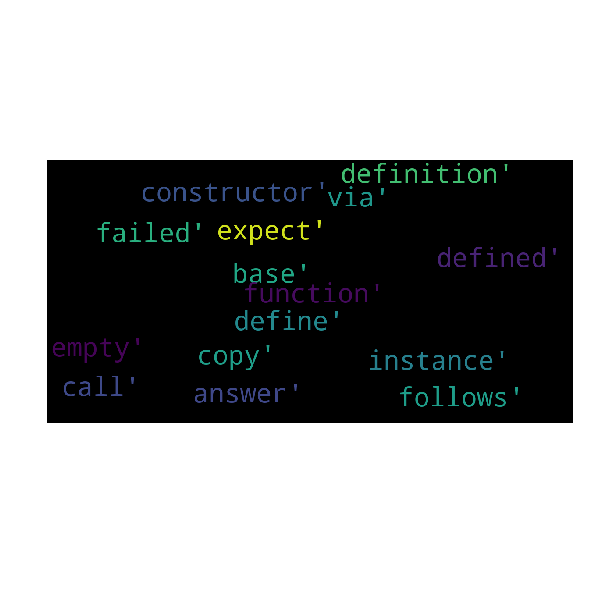 definition'
constructor'
via'
failed'
expect'
defined'
base'
function'
define'
empty'
copy'
instance'
call'
answer'
follows'